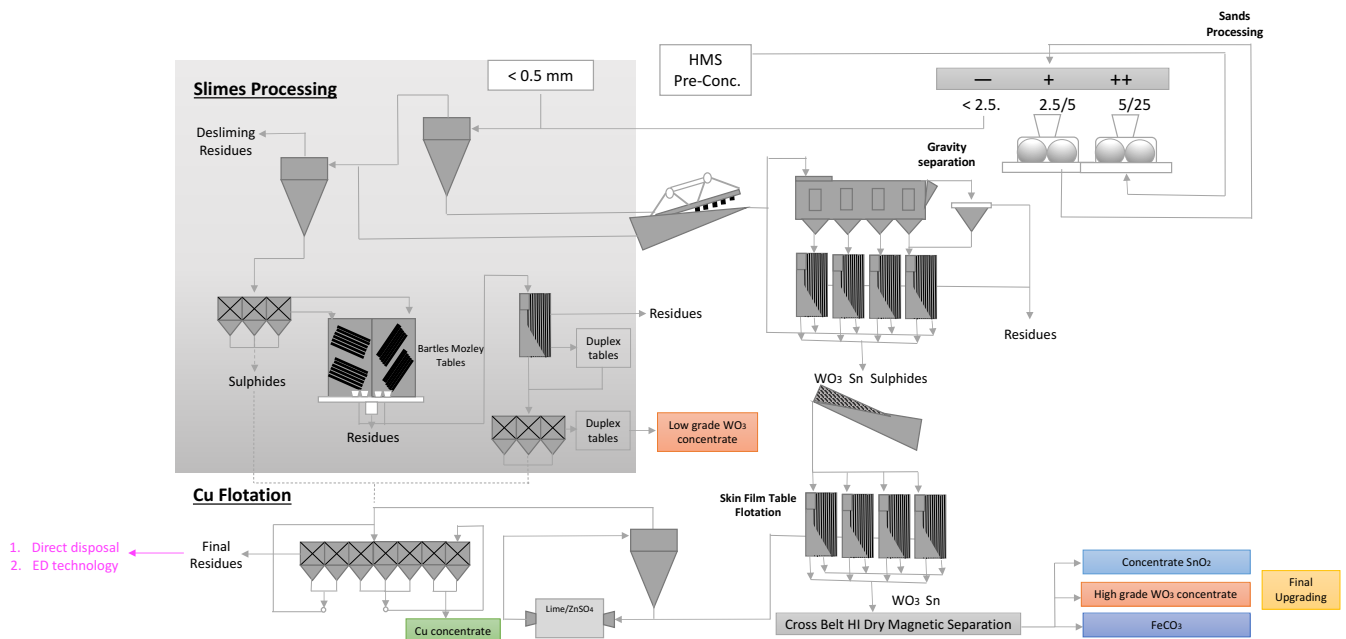 Sands
Processing
HMS
Pre-Conc.
— + ++
< 2.5. 2.5/5 5/25
< 0.5 mm
Slimes Processing
Desliming
Residues
Gravity
separation
Residues
Residues
Duplex
tables
Bartles Mozley
Tables
Sulphides
Residues
Duplex
tables
Low grade WO₃
concentrate
WO₃ Sn Sulphides
Cu Flotation
Skin Film Table
Flotation
1. Direct disposal
2. ED technology
Final
Residues
Lime/ZnSO₄
Cu concentrate
WO₃ Sn
Cross Belt HI Dry Magnetic Separation
Concentrate SnO₂
High grade WO₃ concentrate
FeCO₃
Final
Upgrading